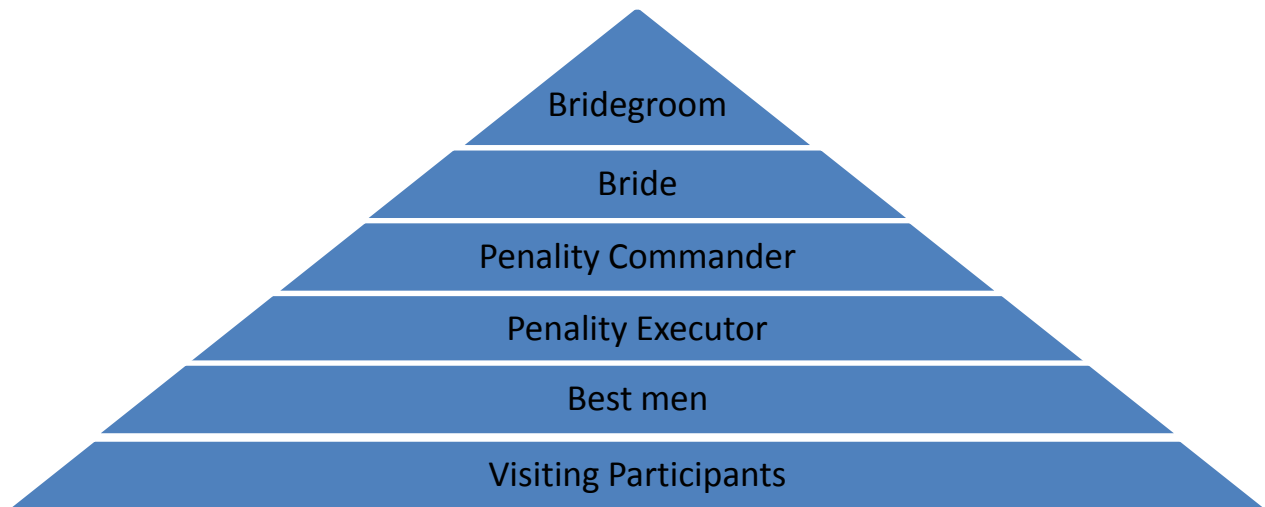 Bridegroom
Bride
Penality Commander
Penality Executor
Best men
Visiting Participants